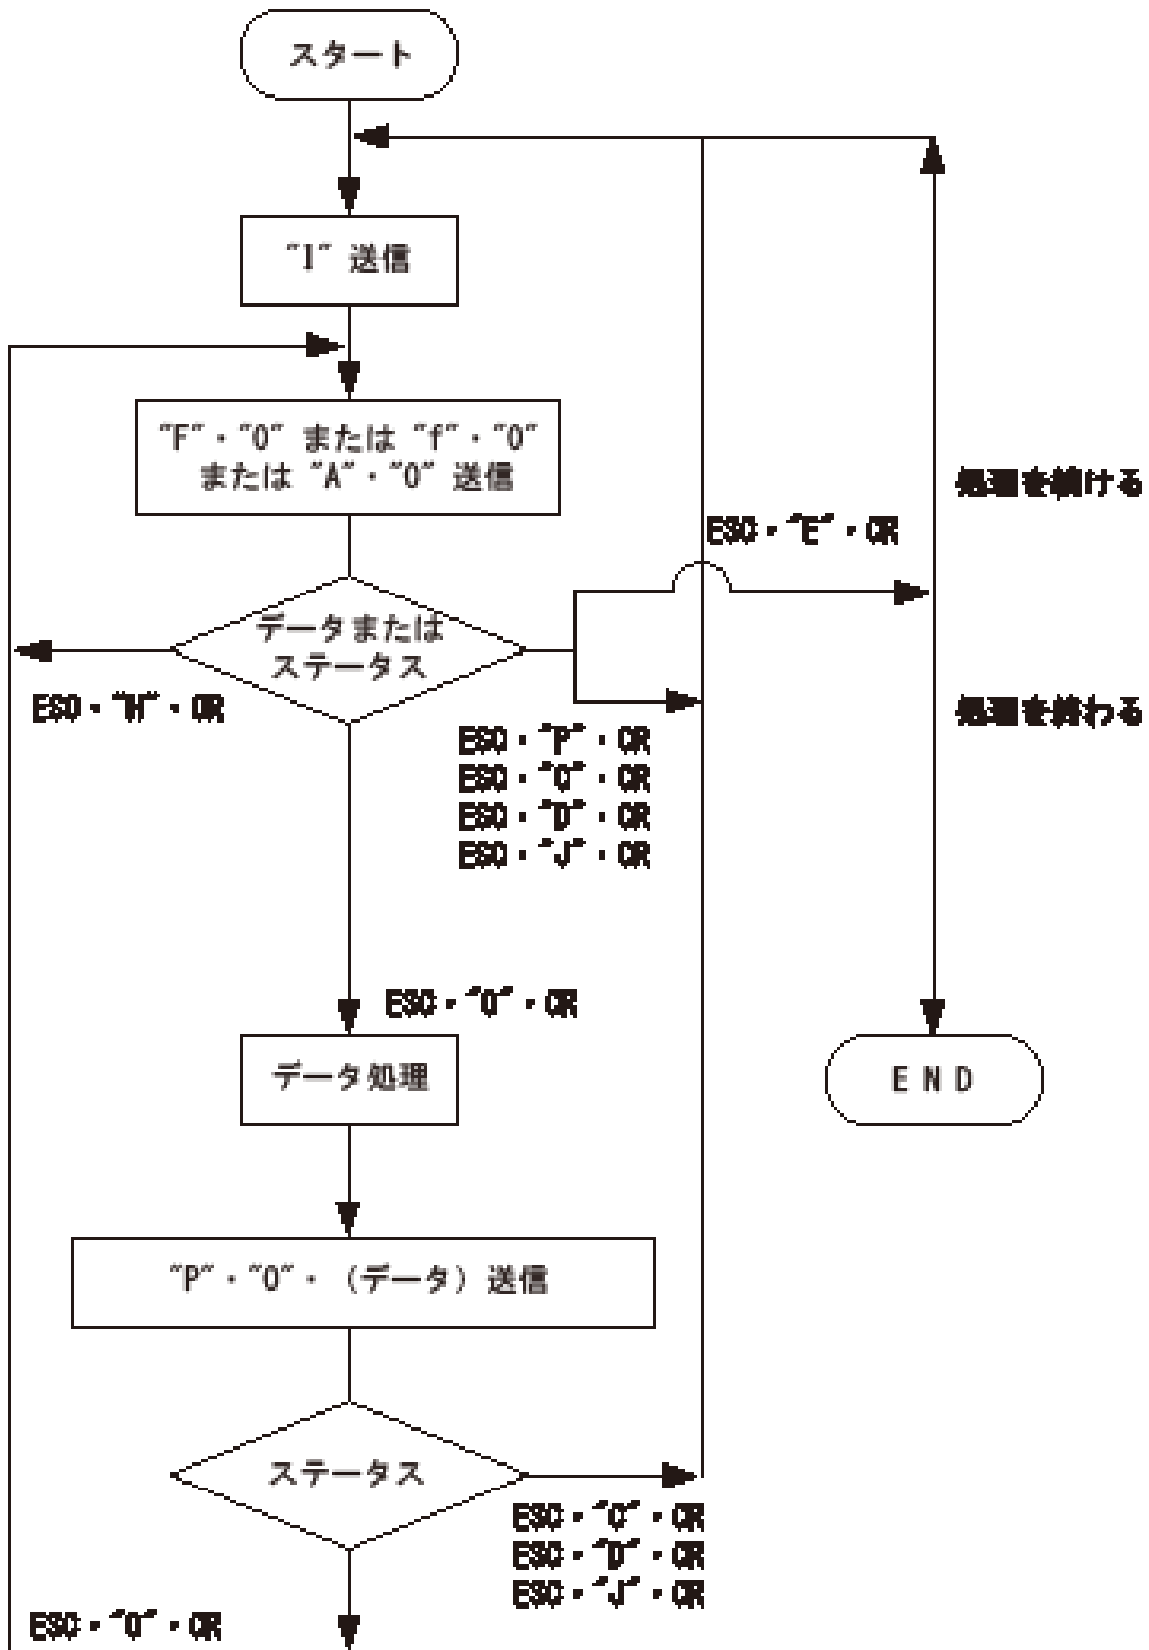 スタート
"I" 送信
"F"・"0" または "f"・"0"
または "A"・"0" 送信
処理を続ける
ESC・"E"・CR
データまたは
ステータス
ESC・"H"・CR
処理を終わる
ESC・"P"・CR
ESC・"C"・CR
ESC・"D"・CR
ESC・"J"・CR
ESC・"0"・CR
データ処理
END
"P"・"0"・（データ）送信
ステータス
ESC・"C"・CR
ESC・"D"・CR
ESC・"J"・CR
ESC・"0"・CR